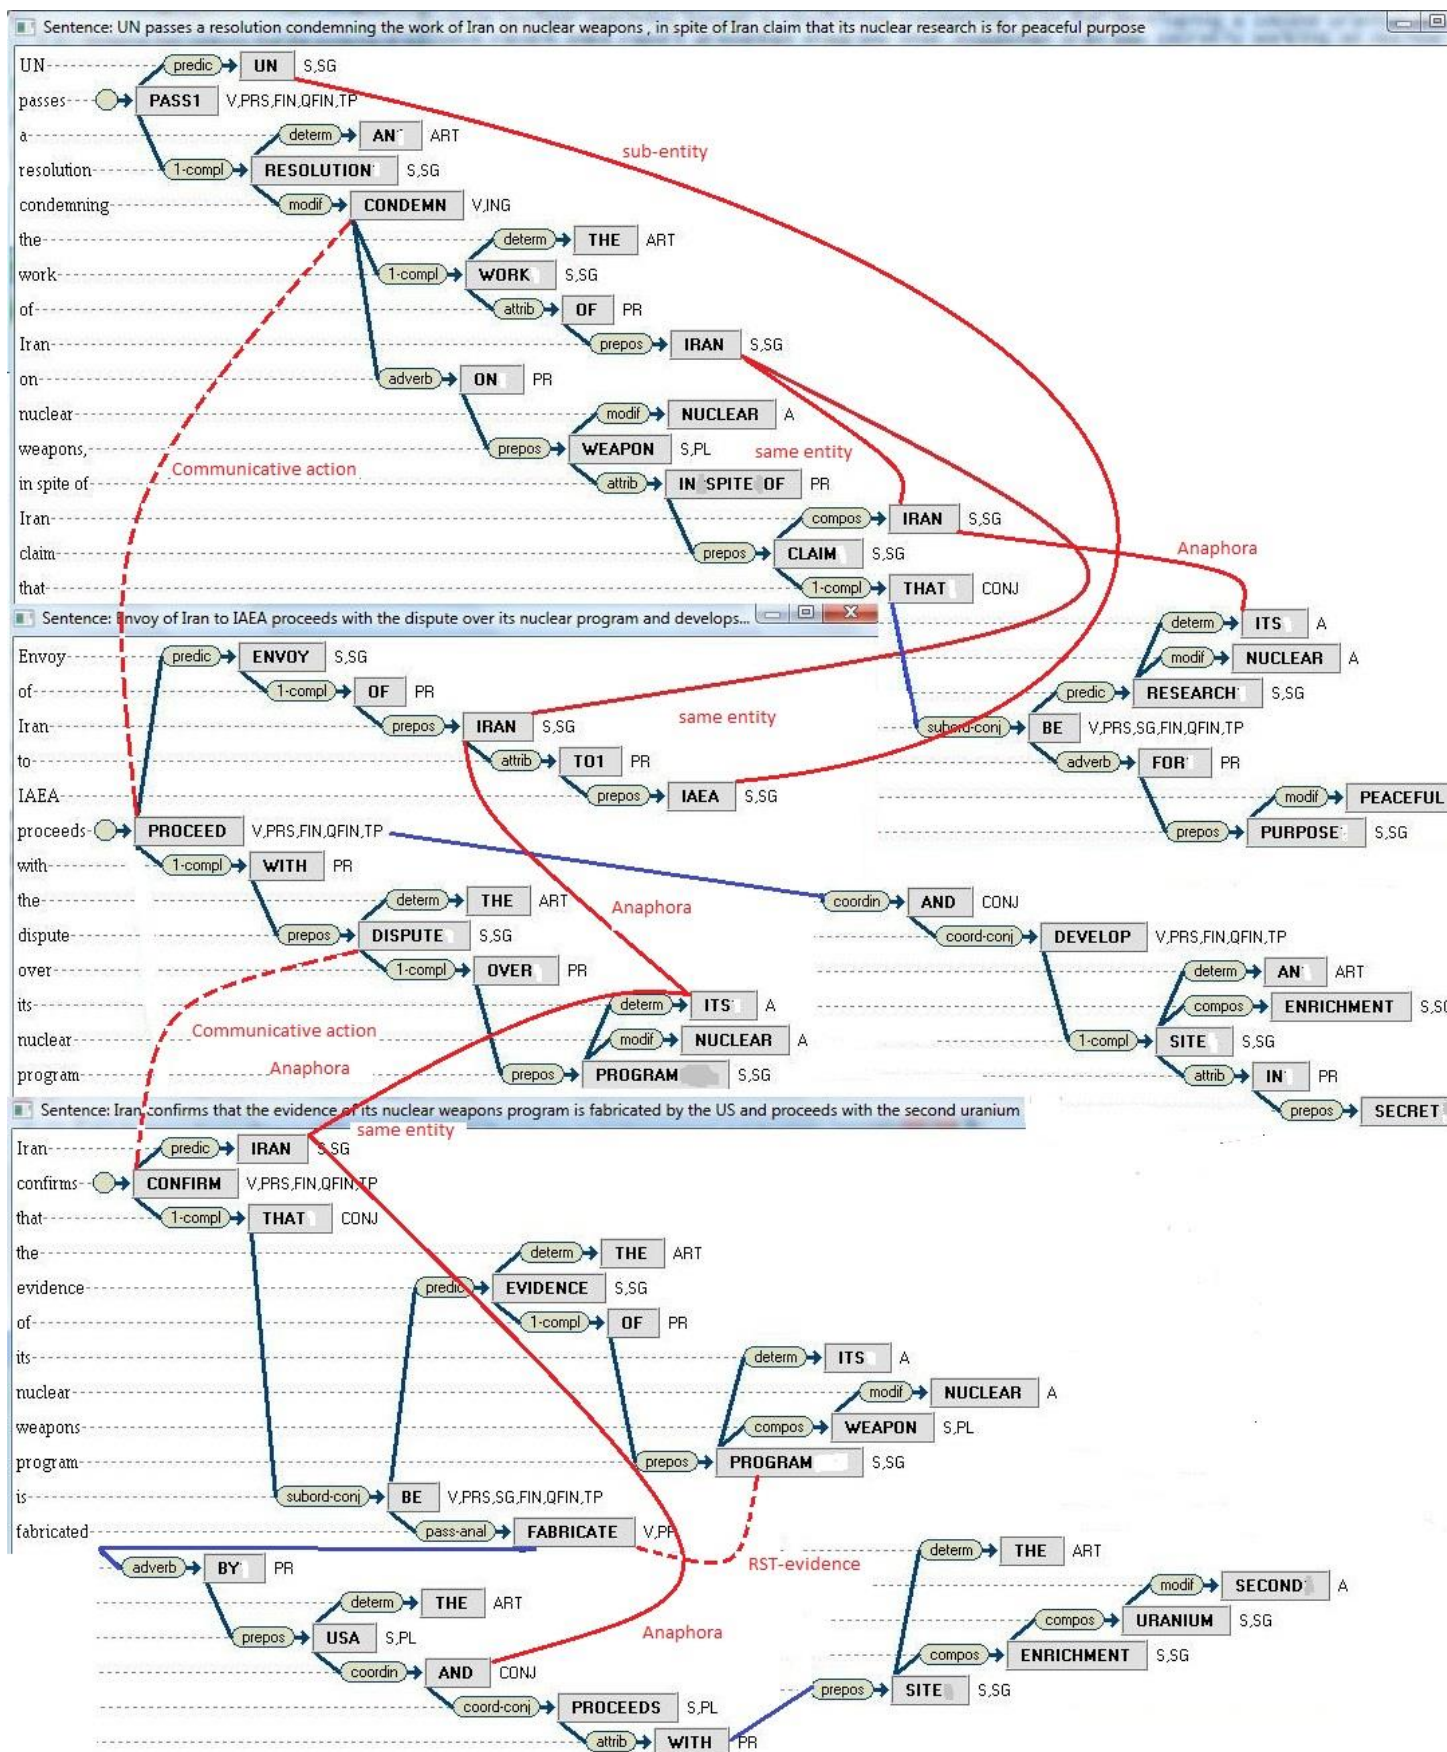 Sentence: UN passes a resolution condemning the work of Iran on nuclear weapons , in spite of Iran claim that its nuclear research is for peaceful purpose
UN predic UN S,SG
passes PASS1 V,PRS,FIN,QFIN,TP
a determ AN ART
sub-entity
resolution 1-compl RESOLUTION S,SG
condemning modif CONDEMN V,ING
the determ THE ART
work 1-compl WORK S,SG
of attrib OF PR
Iran prepos IRAN S,SG
on adverb ON PR
nuclear modif NUCLEAR A
weapons, prepos WEAPON S,PL
same entity
Communicative action
in spite of attrib IN SPITE OF PR
Iran compos IRAN S,SG
claim prepos CLAIM S,SG
Anaphora
that 1-compl THAT CONJ
Sentence: Envoy of Iran to IAEA proceeds with the dispute over its nuclear program and develops...
determ ITS A
Envoy predic ENVOY S,SG
modif NUCLEAR A
of 1-compl OF PR
predic RESEARCH S,SG
Iran prepos IRAN S,SG
same entity
subord-conj BE V,PRS,SG,FIN,QFIN,TP
to attrib TO1 PR
adverb FOR PR
IAEA prepos IAEA S,SG
modif PEACEFUL
proceeds PROCEED V,PRS,FIN,QFIN,TP
prepos PURPOSE S,SG
with 1-compl WITH PR
the determ THE ART
coordin AND CONJ
Anaphora
dispute prepos DISPUTE S,SG
coord-conj DEVELOP V,PRS,FIN,QFIN,TP
over 1-compl OVER PR
determ AN ART
its determ ITS A
compos ENRICHMENT S,SG
Communicative action
nuclear modif NUCLEAR A
1-compl SITE S,SG
Anaphora
program prepos PROGRAM S,SG
attrib IN PR
prepos SECRET
Sentence: Iran confirms that the evidence of its nuclear weapons program is fabricated by the US and proceeds with the second uranium
same entity
Iran predic IRAN S,SG
confirms CONFIRM V,PRS,FIN,QFIN,TP
that 1-compl THAT CONJ
the determ THE ART
evidence predic EVIDENCE S,SG
of 1-compl OF PR
its determ ITS A
nuclear modif NUCLEAR A
weapons compos WEAPON S,PL
program prepos PROGRAM S,SG
is subord-conj BE V,PRS,SG,FIN,QFIN,TP
fabricated pass-anal FABRICATE
determ THE ART
RST-evidence
adverb BY PR
modif SECOND A
determ THE ART
compos URANIUM S,SG
Anaphora
prepos USA S,PL
compos ENRICHMENT S,SG
coordin AND CONJ
prepos SITE S,SG
coord-conj PROCEEDS S,PL
attrib WITH PR